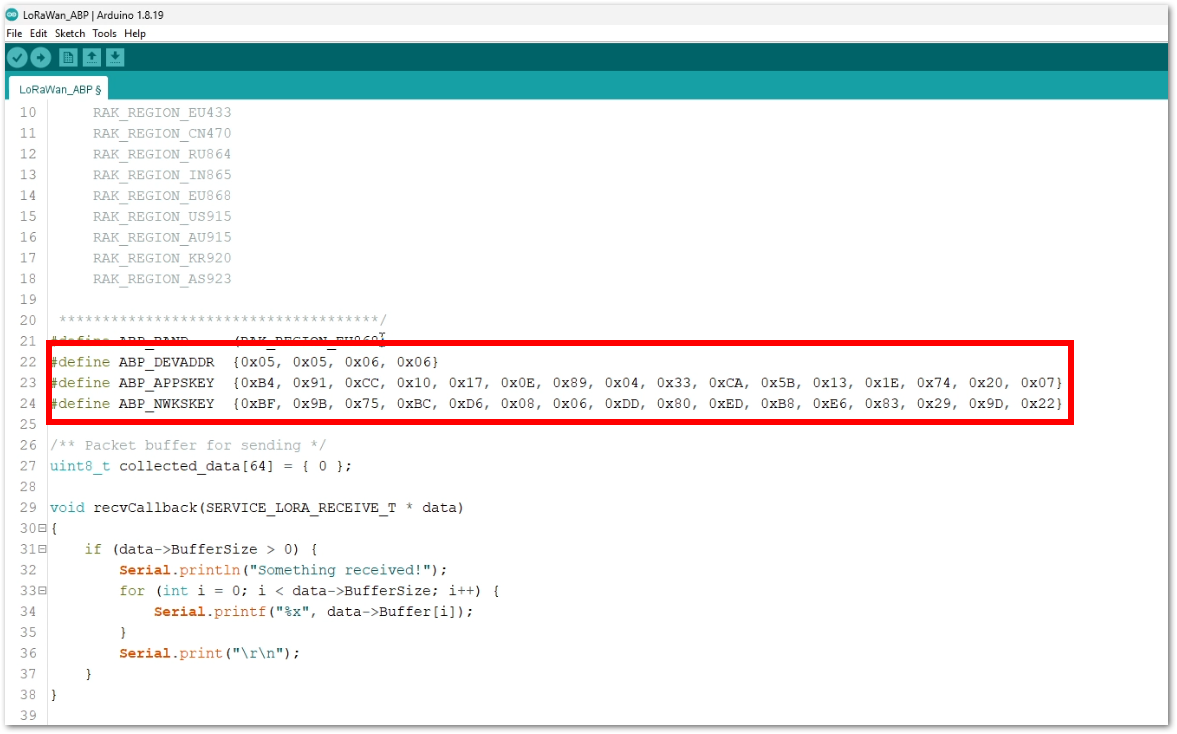 LoRaWan_ABP | Arduino 1.8.19
File Edit Sketch Tools Help
LoRaWan_ABP §
10 RAK_REGION_EU433
11 RAK_REGION_CN470
12 RAK_REGION_RU864
13 RAK_REGION_IN865
14 RAK_REGION_EU868
15 RAK_REGION_US915
16 RAK_REGION_AU915
17 RAK_REGION_KR920
18 RAK_REGION_AS923
19
20 *************************************/
21 #define ABP_BAND (RAK_REGION_EU868)
22 #define ABP_DEVADDR {0x05, 0x05, 0x06, 0x06}
23 #define ABP_APPSKEY {0xB4, 0x91, 0xCC, 0x10, 0x17, 0x0E, 0x89, 0x04, 0x33, 0xCA, 0x5B, 0x13, 0x1E, 0x74, 0x20, 0x07}
24 #define ABP_NWKSKEY {0xBF, 0x9B, 0x75, 0xBC, 0xD6, 0x08, 0x06, 0xDD, 0x80, 0xED, 0xB8, 0xE6, 0x83, 0x29, 0x9D, 0x22}
25
26 /** Packet buffer for sending */
27 uint8_t collected_data[64] = { 0 };
28
29 void recvCallback(SERVICE_LORA_RECEIVE_T * data)
30 {
31 if (data->BufferSize > 0) {
32 Serial.println("Something received!");
33 for (int i = 0; i < data->BufferSize; i++) {
34 Serial.printf("%x", data->Buffer[i]);
35 }
36 Serial.print("\r\n");
37 }
38 }
39